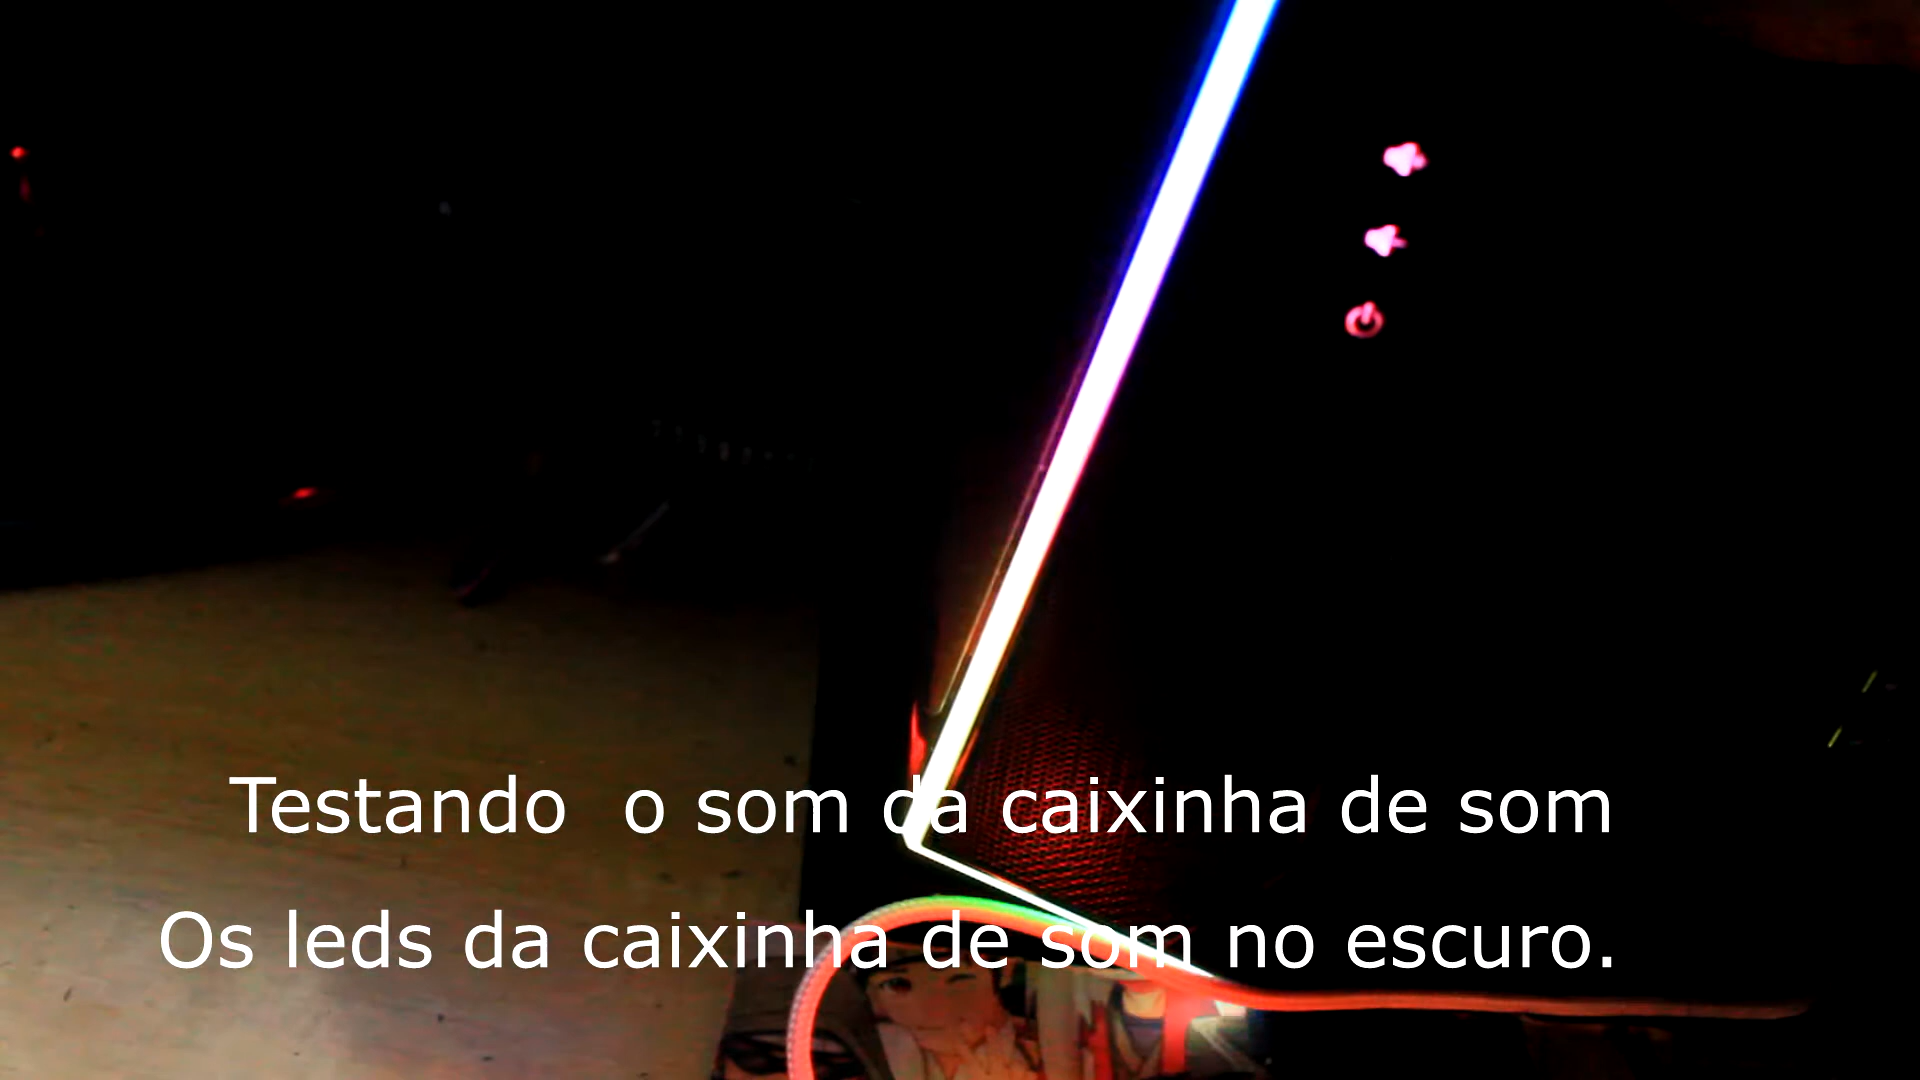 Testando  o som da caixinha de som
Os leds da caixinha de som no escuro.